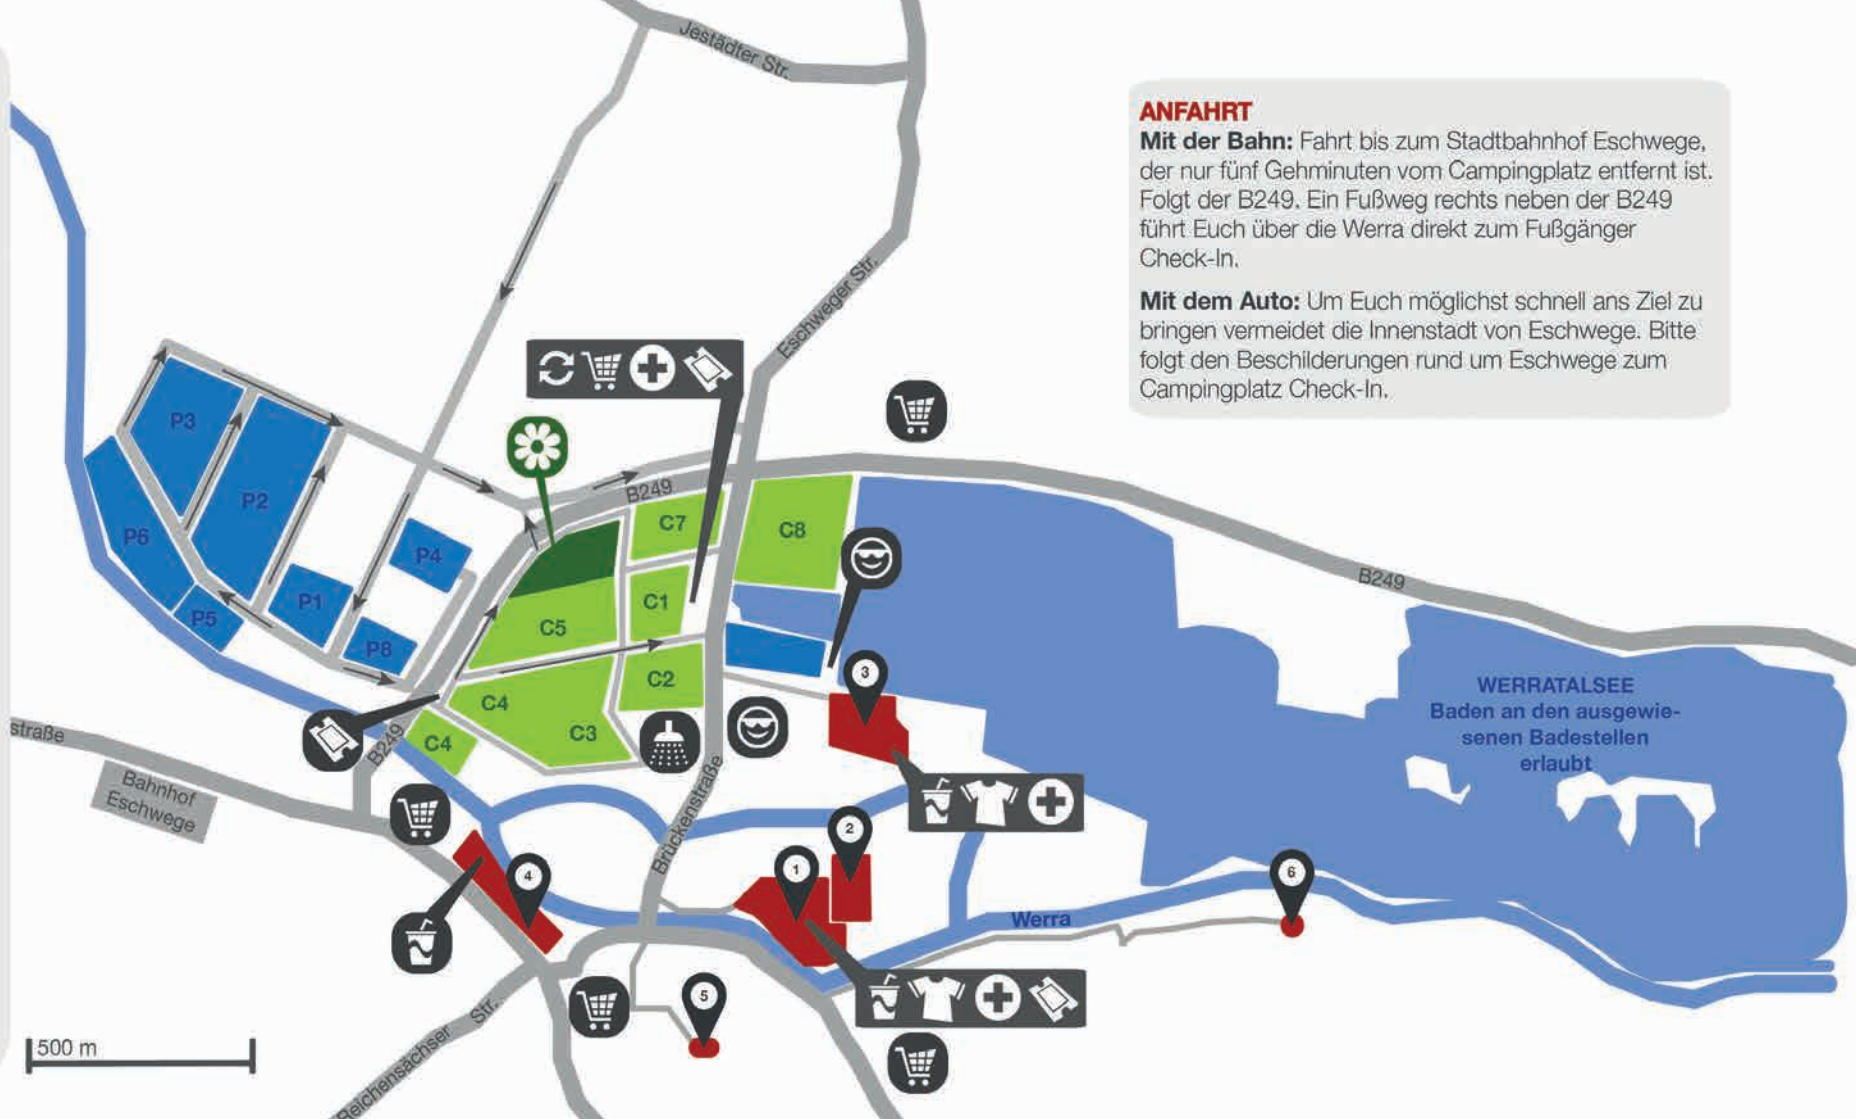 Jestädter Str.
ANFAHRT
Mit der Bahn: Fahrt bis zum Stadtbahnhof Eschwege,
der nur fünf Gehminuten vom Campingplatz entfernt ist.
Folgt der B249. Ein Fußweg rechts neben der B249
führt Euch über die Werra direkt zum Fußgänger
Check-In.
Mit dem Auto: Um Euch möglichst schnell ans Ziel zu
bringen vermeidet die Innenstadt von Eschwege. Bitte
folgt den Beschilderungen rund um Eschwege zum
Campingplatz Check-In.
Eschweger Str.
P3
P2
P6
P5
P1
P4
P8
B249
C7
C8
C1
C5
C2
C4
C3
C4
B249
3
WERRATALSEE
Baden an den ausgewie-
senen Badestellen
erlaubt
straße
B249
Bahnhof
Eschwege
Brückenstraße
2
1
4
6
Werra
5
Reichensächser Str.
500 m